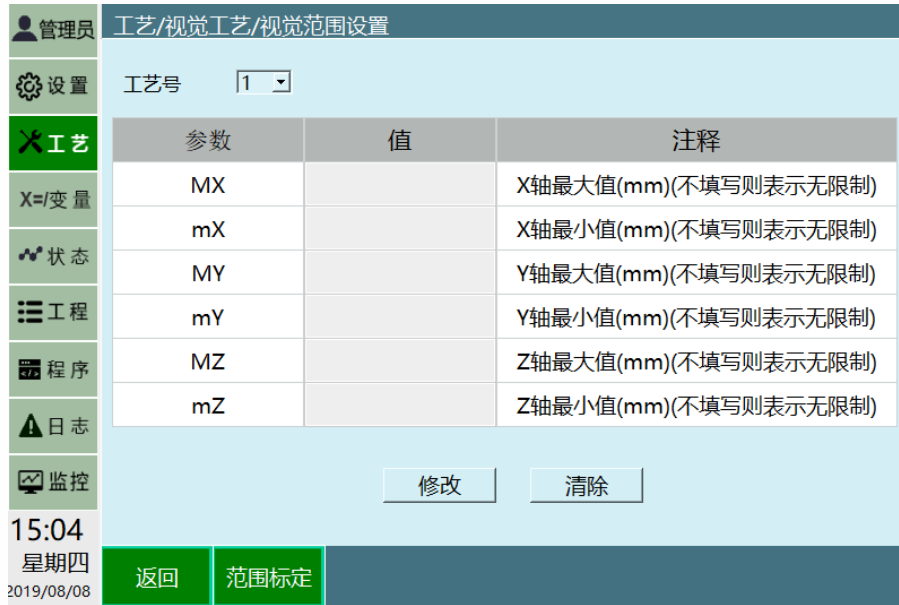 管理员
设置
工艺
X=/变量
状态
工程
程序
日志
监控
15:04
星期四
2019/08/08
工艺/视觉工艺/视觉范围设置
工艺号 1
参数 值 注释
MX X轴最大值(mm)(不填写则表示无限制)
mX X轴最小值(mm)(不填写则表示无限制)
MY Y轴最大值(mm)(不填写则表示无限制)
mY Y轴最小值(mm)(不填写则表示无限制)
MZ Z轴最大值(mm)(不填写则表示无限制)
mZ Z轴最小值(mm)(不填写则表示无限制)
修改 清除
返回 范围标定